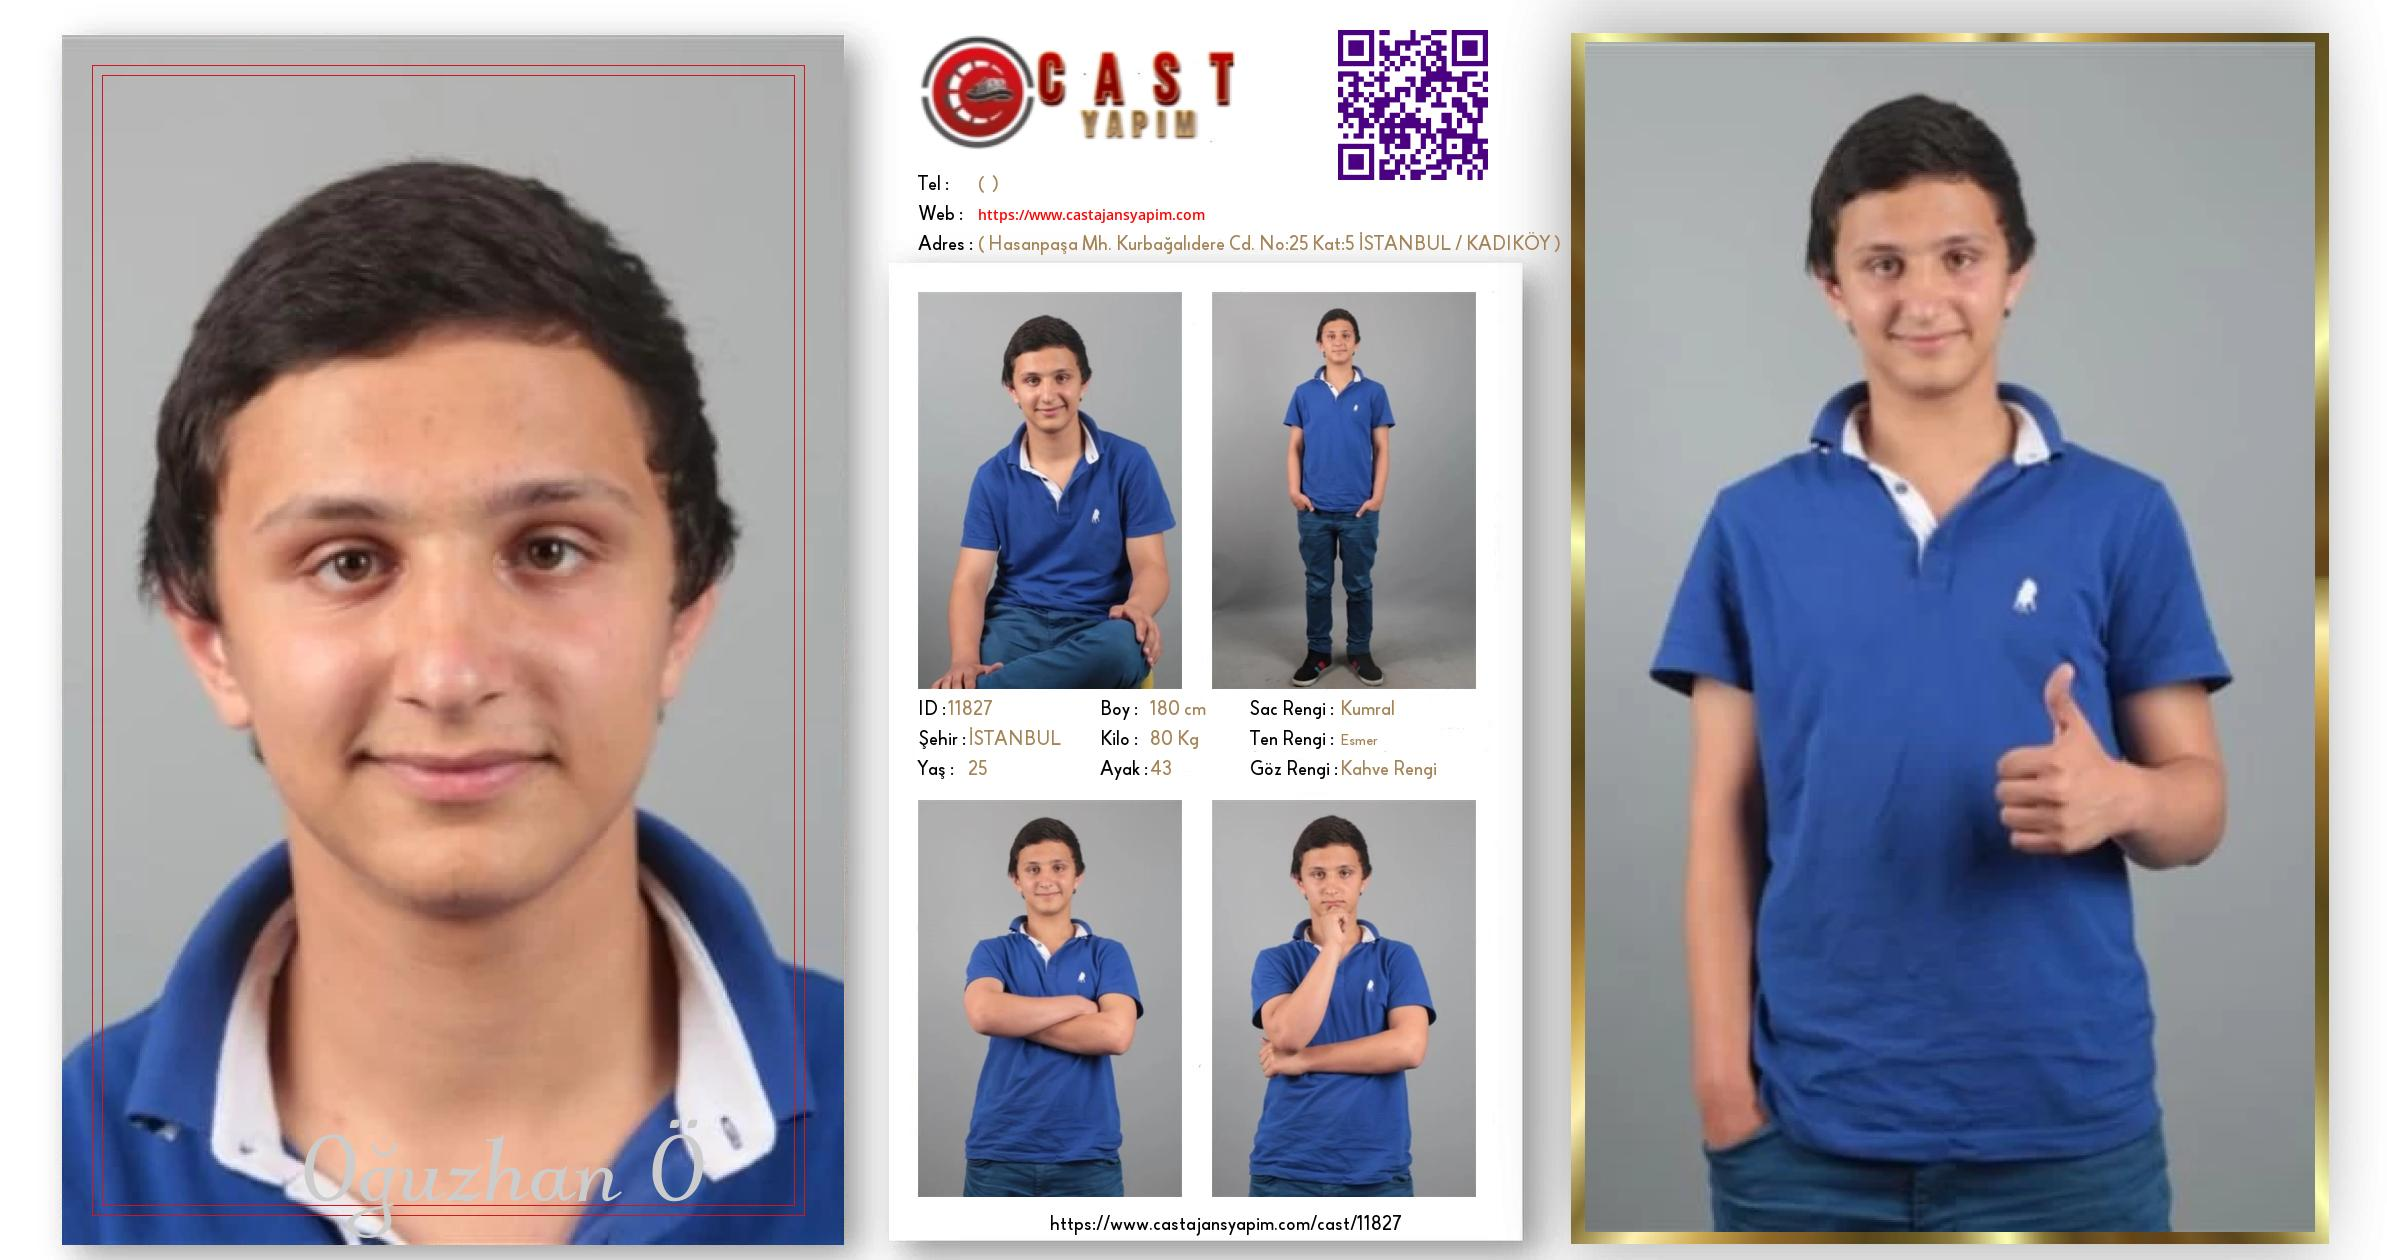 CAST
YAPIM
Tel : ( )
Web : https://www.castajansyapim.com
Adres : ( Hasanpaşa Mh. Kurbağalıdere Cd. No:25 Kat:5 İSTANBUL / KADIKÖY )
ID : 11827 Boy : 180 cm Sac Rengi : Kumral
Şehir : İSTANBUL Kilo : 80 Kg Ten Rengi : Esmer
Yaş : 25 Ayak : 43 Göz Rengi : Kahve Rengi
Oğuzhan Ö
https://www.castajansyapim.com/cast/11827